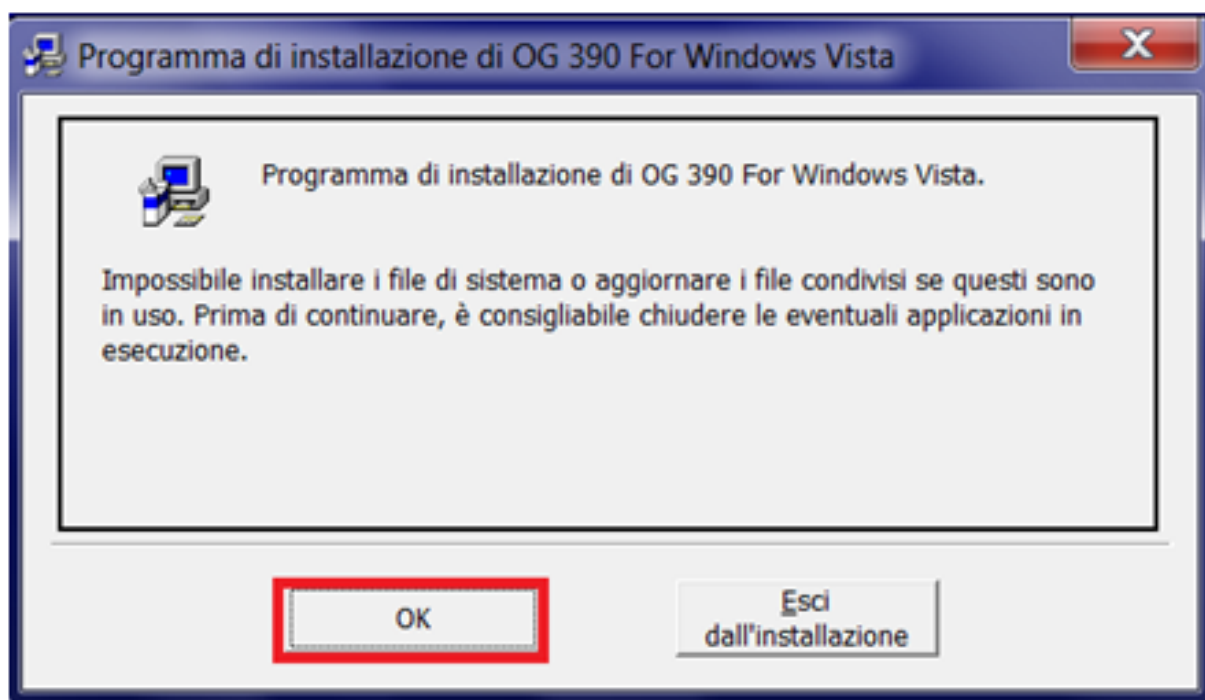 Programma di installazione di OG 390 For Windows Vista
Programma di installazione di OG 390 For Windows Vista.
Impossibile installare i file di sistema o aggiornare i file condivisi se questi sono
in uso. Prima di continuare, è consigliabile chiudere le eventuali applicazioni in
esecuzione.
OK
Esci
dall'installazione